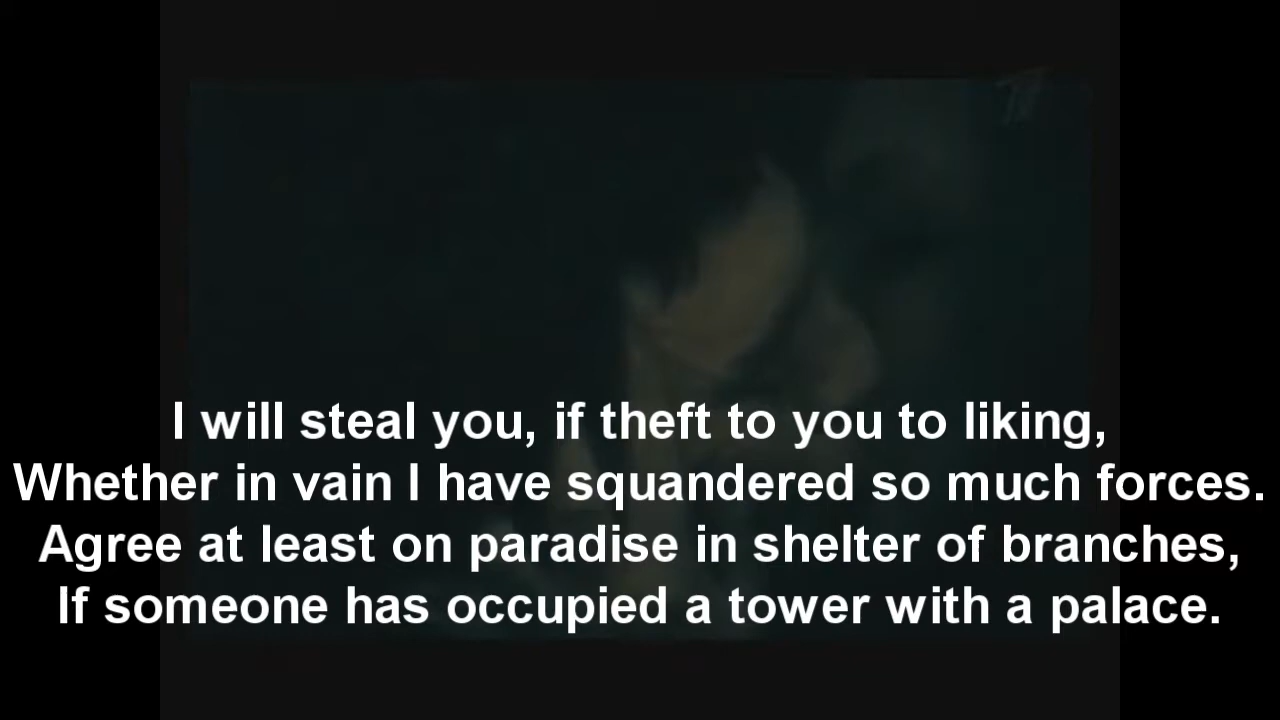 I will steal you, if theft to you to liking,
Whether in vain I have squandered so much forces.
Agree at least on paradise in shelter of branches,
If someone has occupied a tower with a palace.